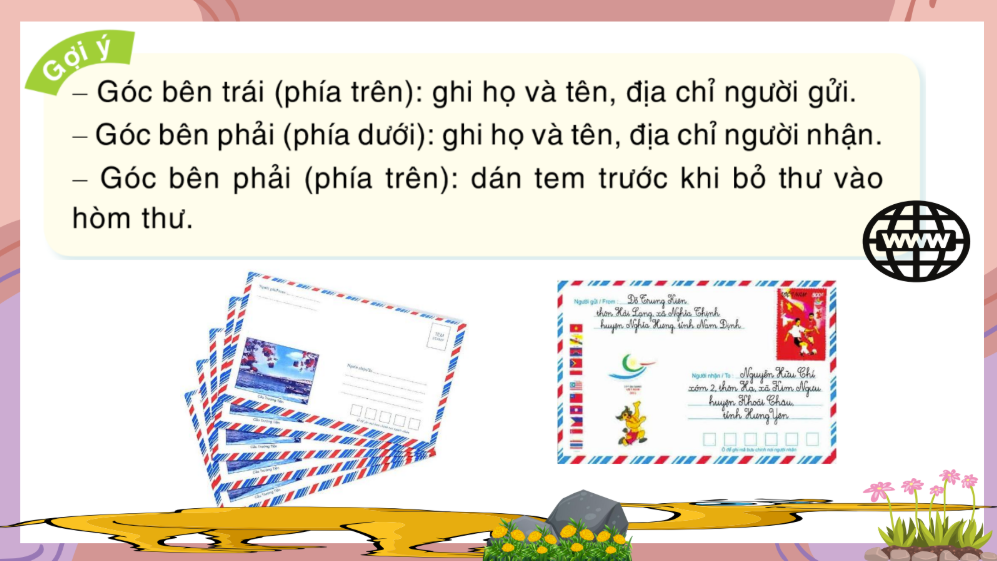 Gợi ý
– Góc bên trái (phía trên): ghi họ và tên, địa chỉ người gửi.
– Góc bên phải (phía dưới): ghi họ và tên, địa chỉ người nhận.
– Góc bên phải (phía trên): dán tem trước khi bỏ thư vào
hòm thư.
WWW
Người gửi / From: Đỗ Trung Kiên
thôn Hải Lạng, xã Nghĩa Thịnh
huyện Nghĩa Hưng, tỉnh Nam Định
800đ
Người nhận / To: Nguyễn Hữu Chí
xóm 2, thôn Hạ, xã Kim Ngưu
huyện Khoái Châu,
tỉnh Hưng Yên